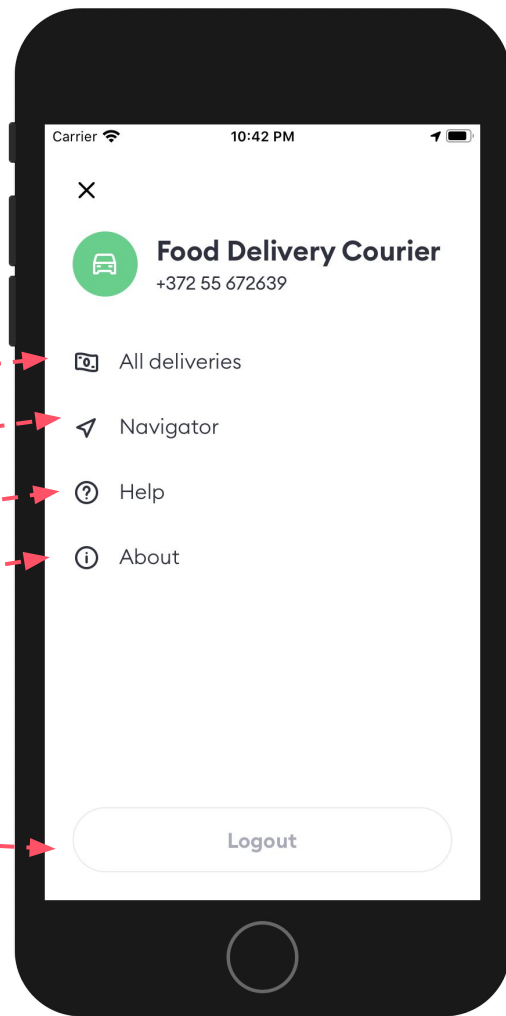 Carrier 10:42 PM
Food Delivery Courier
+372 55 672639
All deliveries
Navigator
Help
About
Logout